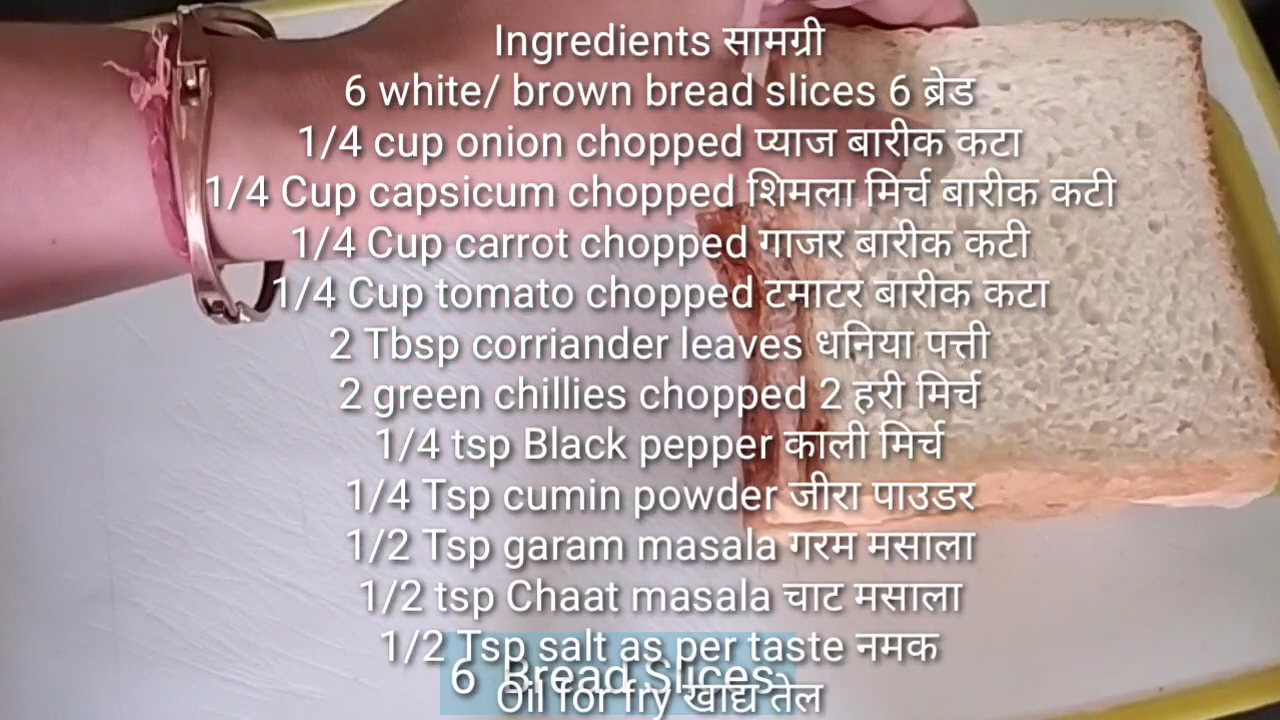 Ingredients सामग्री
6 white/ brown bread slices 6 ब्रेड
1/4 cup onion chopped प्याज बारीक कटा
1/4 Cup capsicum chopped शिमला मिर्च बारीक कटी
1/4 Cup carrot chopped गाजर बारीक कटी
1/4 Cup tomato chopped टमाटर बारीक कटा
2 Tbsp corriander leaves धनिया पत्ती
2 green chillies chopped 2 हरी मिर्च
1/4 tsp Black pepper काली मिर्च
1/4 Tsp cumin powder जीरा पाउडर
1/2 Tsp garam masala गरम मसाला
1/2 tsp Chaat masala चाट मसाला
1/2 Tsp salt as per taste नमक
6 Bread Slices
Oil for fry खाद्य तेल